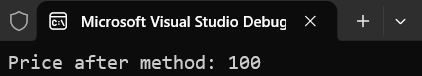 Microsoft Visual Studio Debug
Price after method: 100